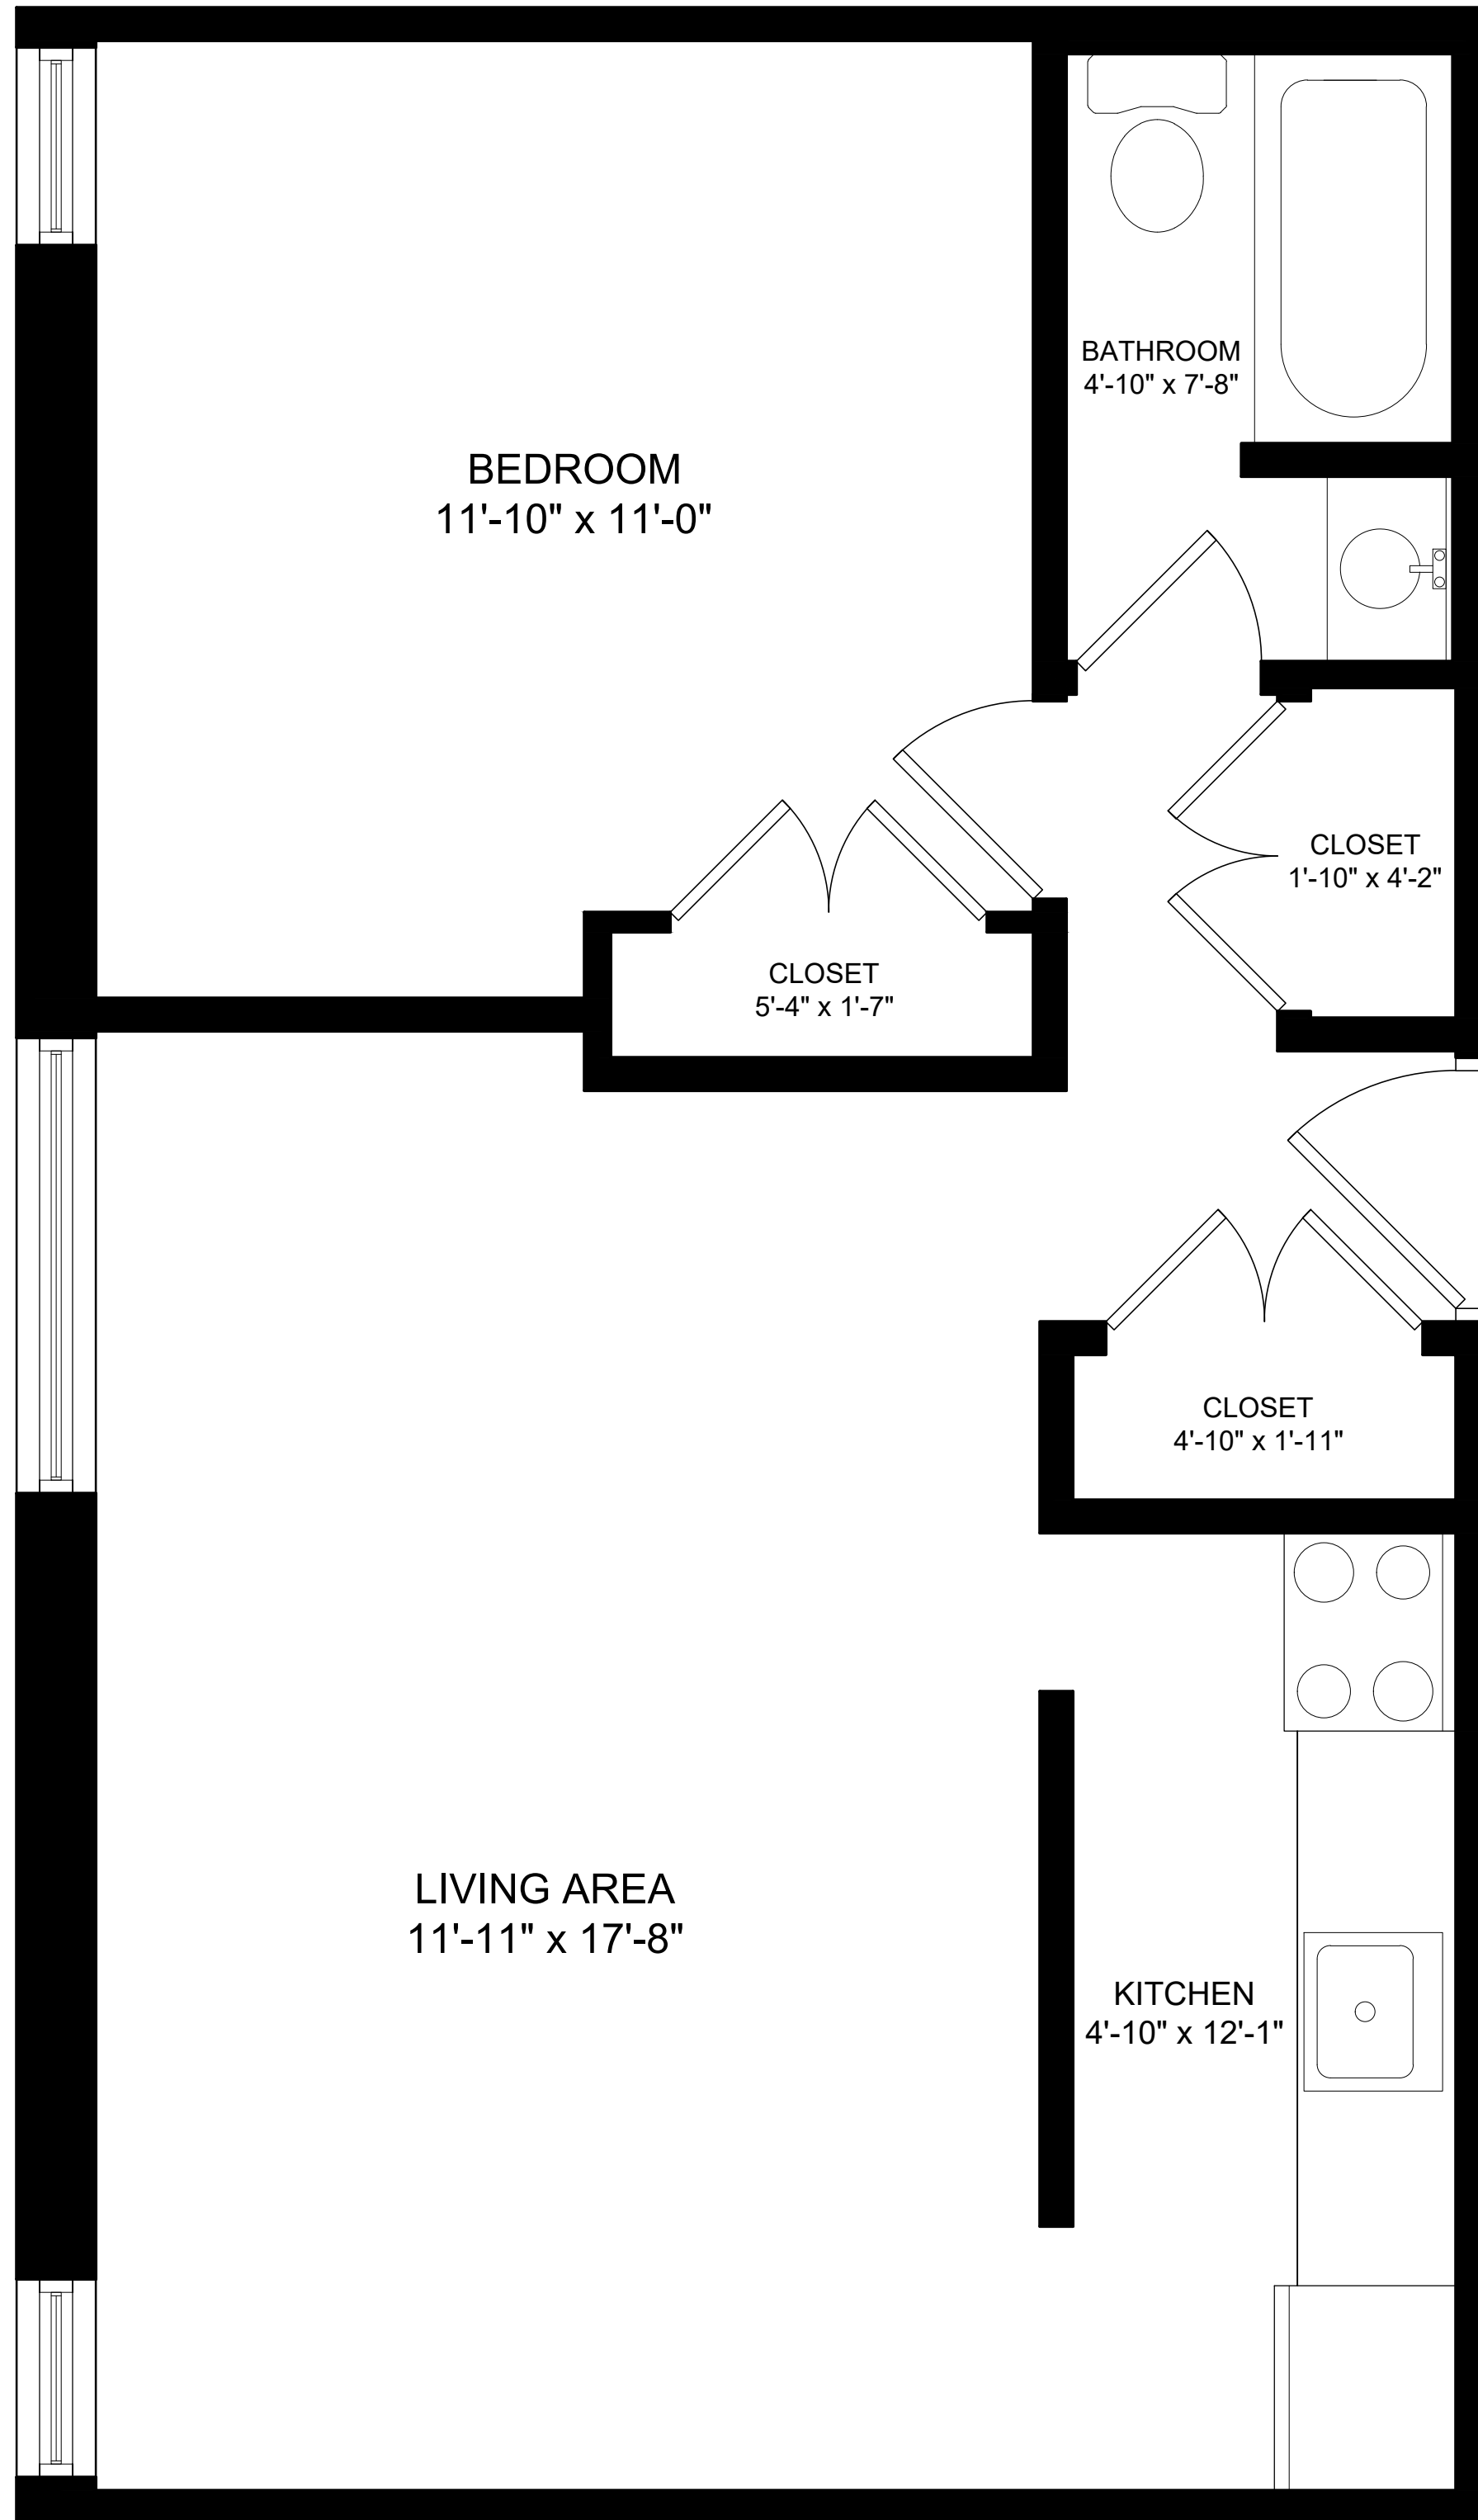 BATHROOM
4'-10" x 7'-8"
BEDROOM
11'-10" x 11'-0"
CLOSET
1'-10" x 4'-2"
CLOSET
5'-4" x 1'-7"
CLOSET
4'-10" x 1'-11"
LIVING AREA
11'-11" x 17'-8"
KITCHEN
4'-10" x 12'-1"